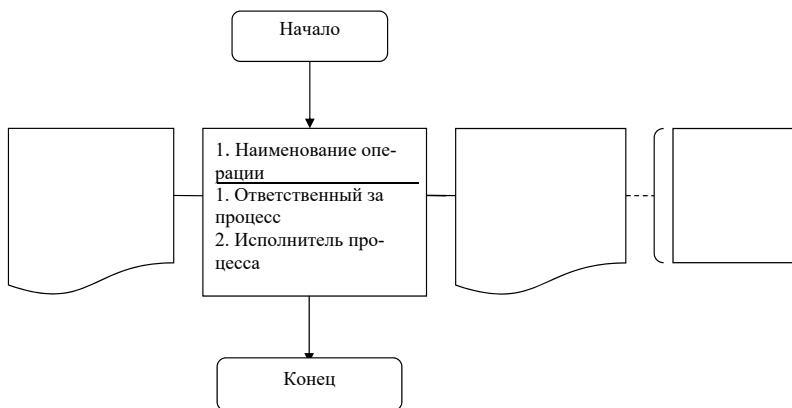 Начало
1. Наименование опе-
рации
1. Ответственный за
процесс
2. Исполнитель про-
цесса
Конец